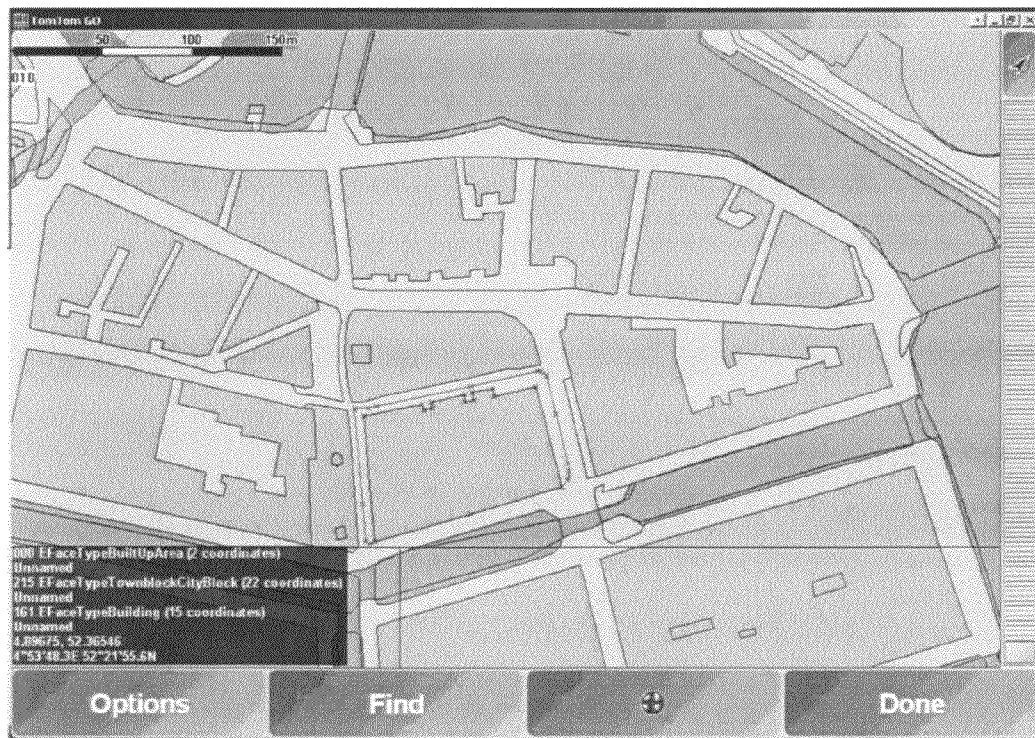 TomTom GO
50 100 150m
000 EFaceTypeBuiltUpArea (2 coordinates)
Unnamed
215 EFaceTypeTownblockCityBlock (22 coordinates)
Unnamed
161 EFaceTypeBuilding (15 coordinates)
Unnamed
4.89675, 52.36546
4°53'48.3E 52°21'55.6N
Options Find Done